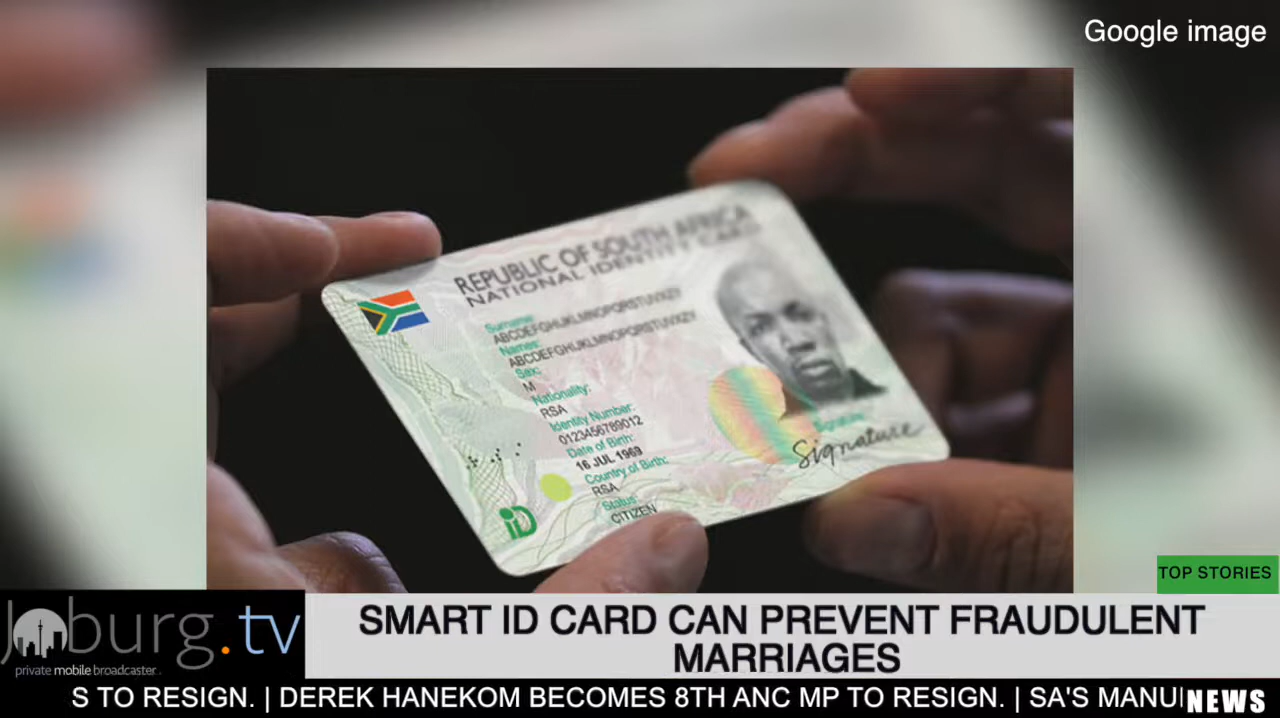 Google image
REPUBLIC OF SOUTH AFRICA
NATIONAL IDENTITY CARD
Surname:
ABCDEFGHIJKLMNOPQRSTUVXYZY
Names:
ABCDEFGHIJKLMNOPQRSTUVXYZY
Sex:
M
Nationality:
RSA
Identity Number:
0123456789012
Date of Birth:
16 JUL 1969
Country of Birth:
RSA
Status:
CITIZEN
Signature:
Signature
iD
TOP STORIES
Joburg.tv
private mobile broadcaster.
SMART ID CARD CAN PREVENT FRAUDULENT
MARRIAGES
S TO RESIGN. | DEREK HANEKOM BECOMES 8TH ANC MP TO RESIGN. | SA'S MANU
NEWS